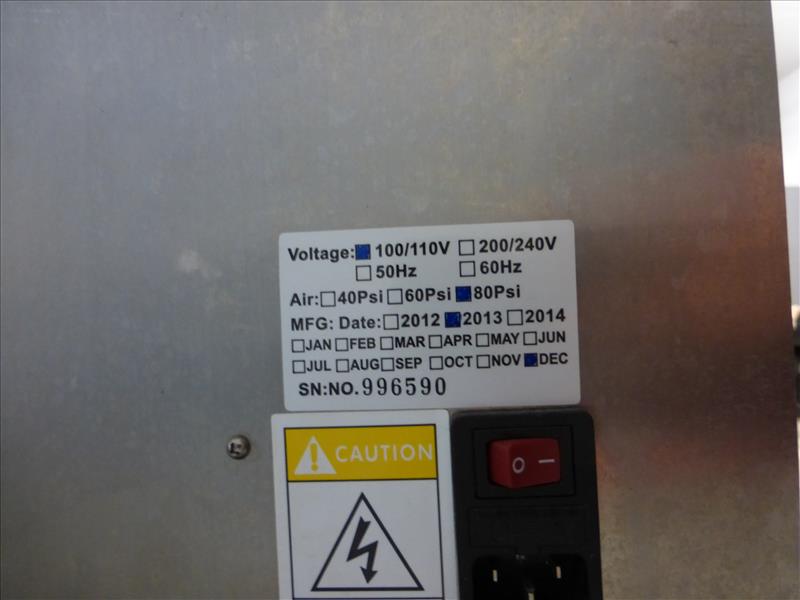 Voltage: 100/110V 200/240V
50Hz 60Hz
Air: 40Psi 60Psi 80Psi
MFG: Date: 2012 2013 2014
JAN FEB MAR APR MAY JUN
JUL AUG SEP OCT NOV DEC
SN:NO. 996590
CAUTION